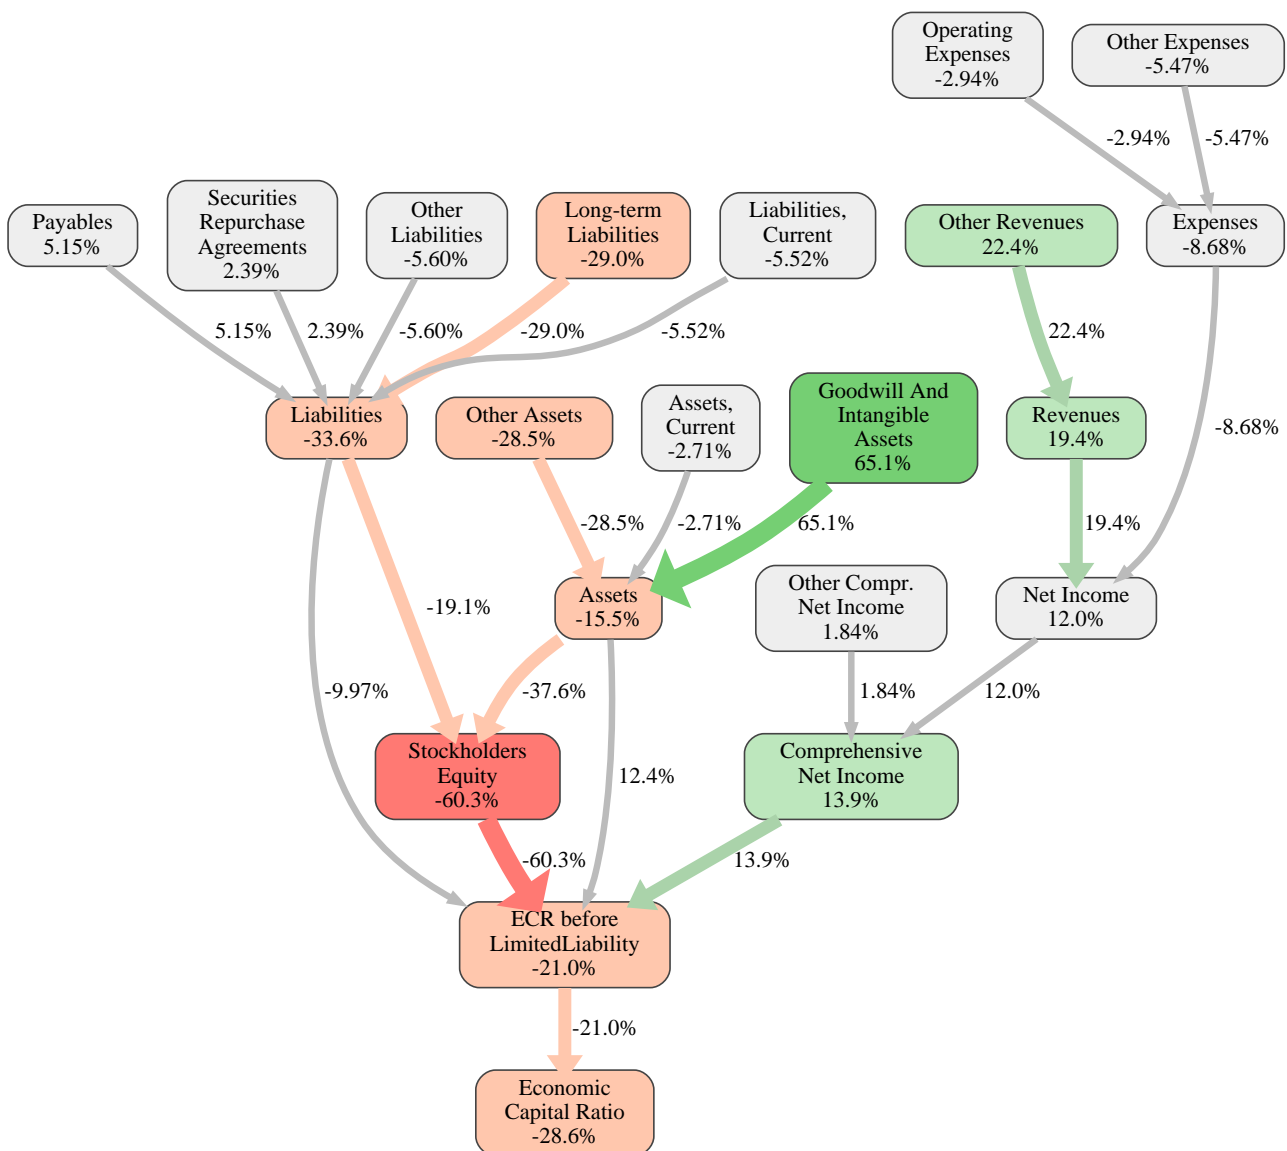 Operating
Expenses
-2.94%
Other Expenses
-5.47%
-2.94%
-5.47%
Payables
5.15%
Securities
Repurchase
Agreements
2.39%
Other
Liabilities
-5.60%
Long-term
Liabilities
-29.0%
Liabilities,
Current
-5.52%
Other Revenues
22.4%
Expenses
-8.68%
5.15%
2.39%
-5.60%
-29.0%
-5.52%
22.4%
-8.68%
Liabilities
-33.6%
Other Assets
-28.5%
Assets,
Current
-2.71%
Goodwill And
Intangible
Assets
65.1%
Revenues
19.4%
-28.5%
-2.71%
65.1%
19.4%
Assets
-15.5%
Other Compr.
Net Income
1.84%
Net Income
12.0%
-19.1%
-9.97%
-37.6%
1.84%
12.0%
Stockholders
Equity
-60.3%
12.4%
Comprehensive
Net Income
13.9%
-60.3%
13.9%
ECR before
LimitedLiability
-21.0%
-21.0%
Economic
Capital Ratio
-28.6%